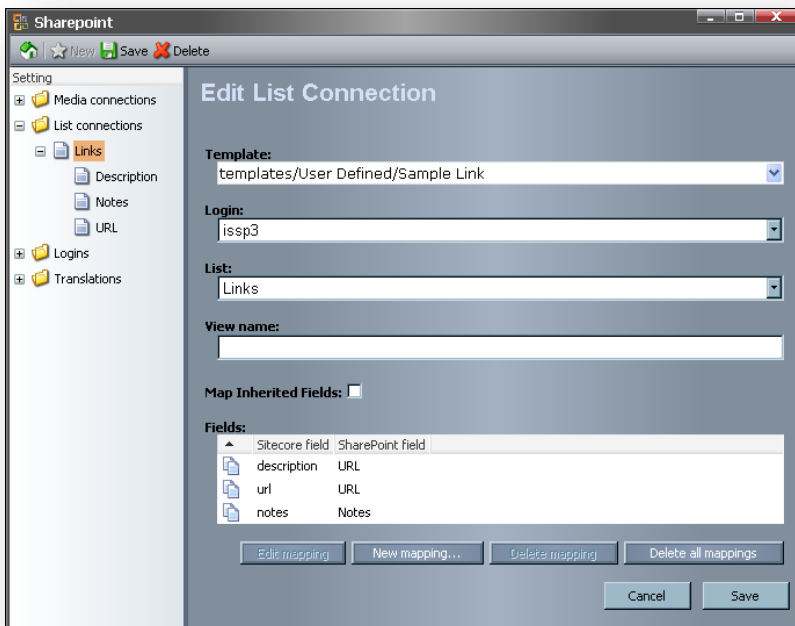 Sharepoint
New Save Delete
Setting
Media connections
List connections
Links
Description
Notes
URL
Logins
Translations
Edit List Connection
Template:
templates/User Defined/Sample Link
Login:
issp3
List:
Links
View name:
Map Inherited Fields:
Fields:
Sitecore field SharePoint field
description URL
url URL
notes Notes
Edit mapping New mapping... Delete mapping Delete all mappings
Cancel Save